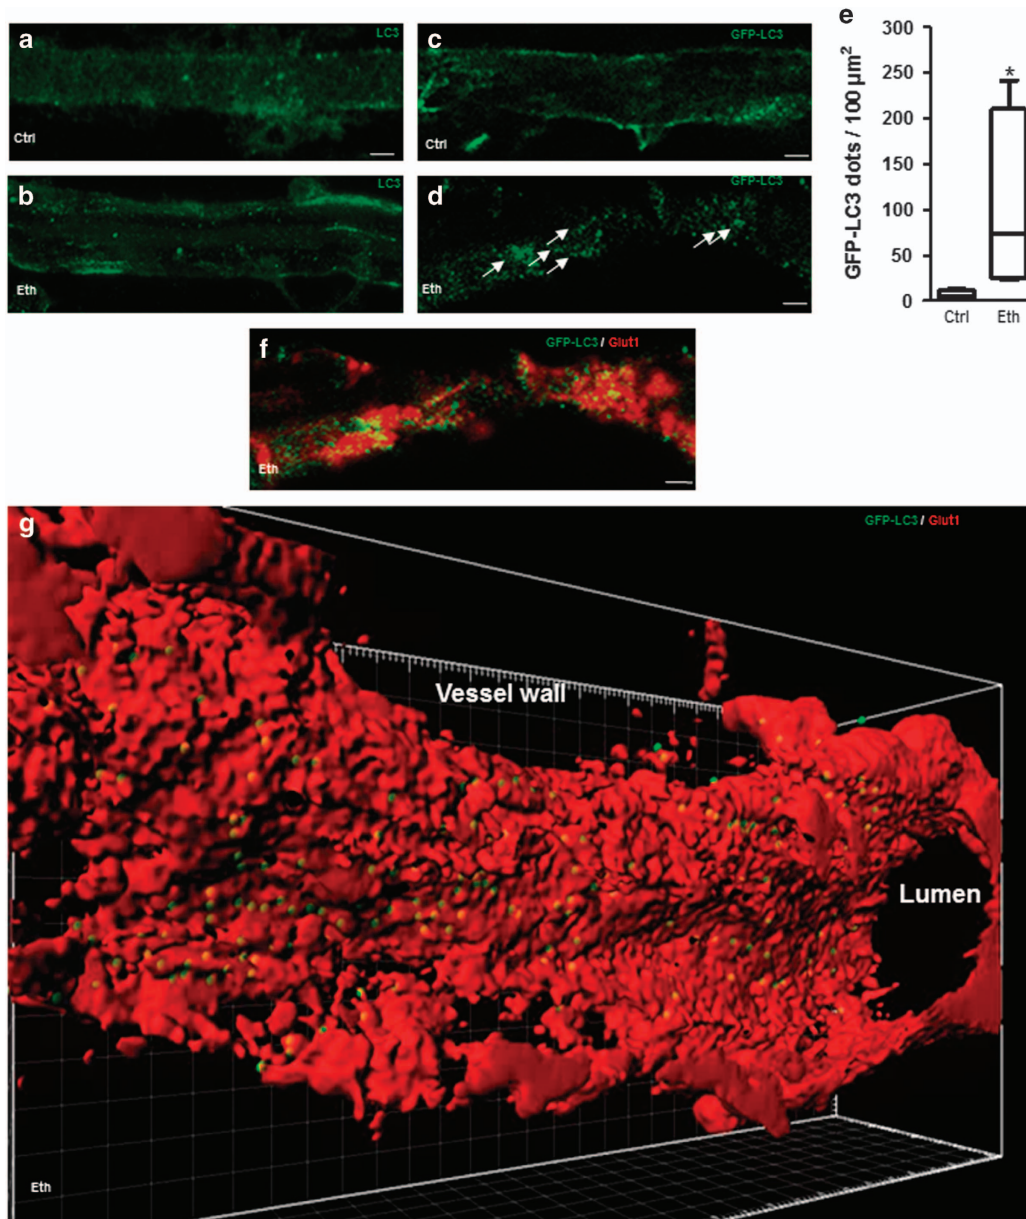 a
LC3
Ctrl
b
LC3
Eth
c
GFP-LC3
Ctrl
d
GFP-LC3
Eth
e
GFP-LC3 dots / 100 µm²
300
250
200
150
100
50
0
*
Ctrl Eth
f
GFP-LC3 / Glut1
Eth
g
GFP-LC3 / Glut1
Vessel wall
Lumen
Eth